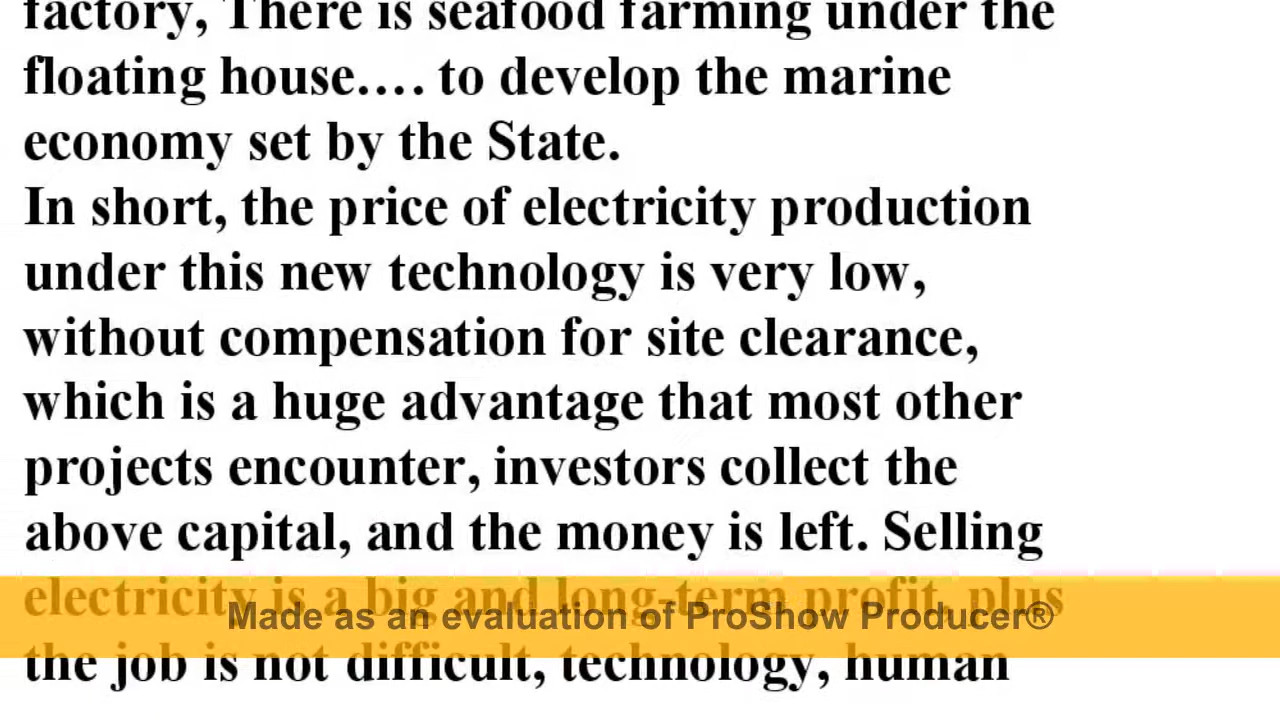 factory, There is seafood farming under the
floating house.... to develop the marine
economy set by the State.
In short, the price of electricity production
under this new technology is very low,
without compensation for site clearance,
which is a huge advantage that most other
projects encounter, investors collect the
above capital, and the money is left. Selling
electricity is a big and long-term profit, plus
Made as an evaluation of ProShow Producer®
the job is not difficult, technology, human